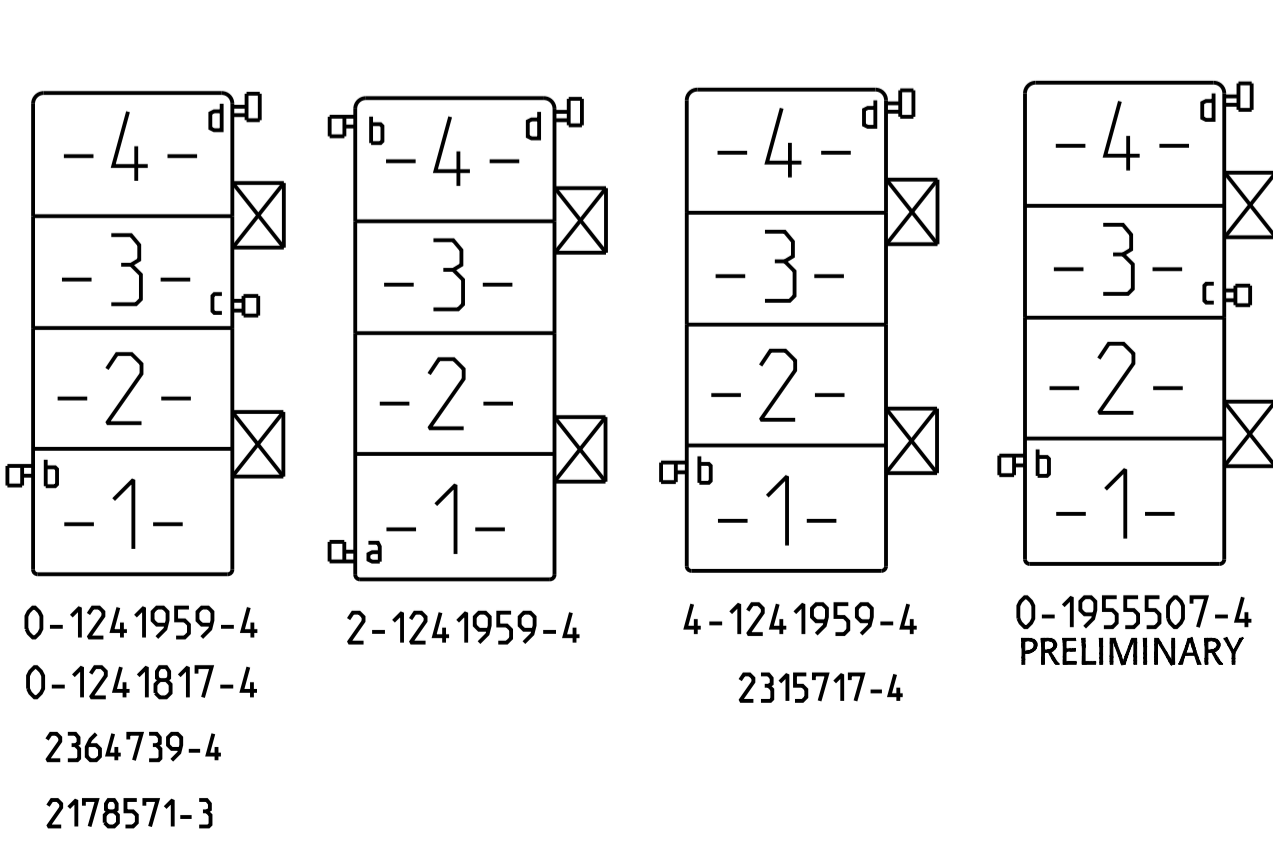 d
-4-
-3-
c
-2-
b
-1-
0-1241959-4
0-1241817-4
2364739-4
2178571-3
b
d
-4-
-3-
-2-
-1-
a
2-1241959-4
d
-4-
-3-
-2-
b
-1-
4-1241959-4
2315717-4
d
-4-
-3-
c
-2-
b
-1-
0-1955507-4
PRELIMINARY